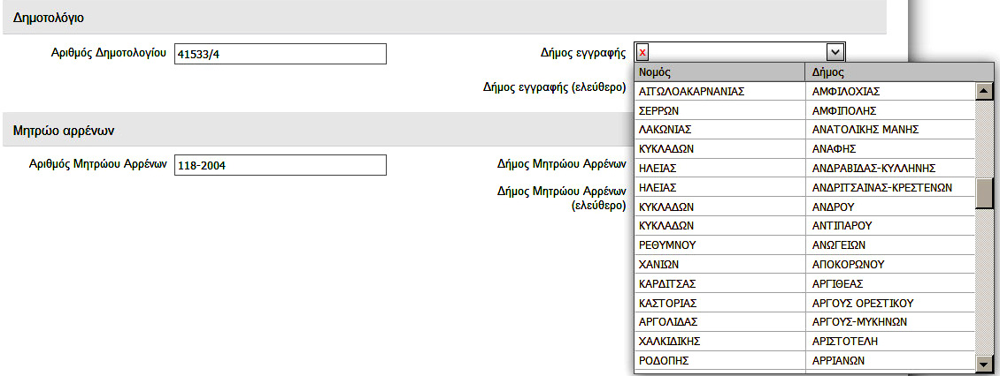 Δημοτολόγιο
Αριθμός Δημοτολογίου 41533/4 Δήμος εγγραφής x
Δήμος εγγραφής (ελεύθερο)
Μητρώο αρρένων
Αριθμός Μητρώου Αρρένων 118-2004 Δήμος Μητρώου Αρρένων
Δήμος Μητρώου Αρρένων
(ελεύθερο)
Νομός Δήμος
ΑΙΤΩΛΟΑΚΑΡΝΑΝΙΑΣ ΑΜΦΙΛΟΧΙΑΣ
ΣΕΡΡΩΝ ΑΜΦΙΠΟΛΗΣ
ΛΑΚΩΝΙΑΣ ΑΝΑΤΟΛΙΚΗΣ ΜΑΝΗΣ
ΚΥΚΛΑΔΩΝ ΑΝΑΦΗΣ
ΗΛΕΙΑΣ ΑΝΔΡΑΒΙΔΑΣ-ΚΥΛΛΗΝΗΣ
ΗΛΕΙΑΣ ΑΝΔΡΙΤΣΑΙΝΑΣ-ΚΡΕΣΤΕΝΩΝ
ΚΥΚΛΑΔΩΝ ΑΝΔΡΟΥ
ΚΥΚΛΑΔΩΝ ΑΝΤΙΠΑΡΟΥ
ΡΕΘΥΜΝΟΥ ΑΝΩΓΕΙΩΝ
ΧΑΝΙΩΝ ΑΠΟΚΟΡΩΝΟΥ
ΚΑΡΔΙΤΣΑΣ ΑΡΓΙΘΕΑΣ
ΚΑΣΤΟΡΙΑΣ ΑΡΓΟΥΣ ΟΡΕΣΤΙΚΟΥ
ΑΡΓΟΛΙΔΑΣ ΑΡΓΟΥΣ-ΜΥΚΗΝΩΝ
ΧΑΛΚΙΔΙΚΗΣ ΑΡΙΣΤΟΤΕΛΗ
ΡΟΔΟΠΗΣ ΑΡΡΙΑΝΩΝ